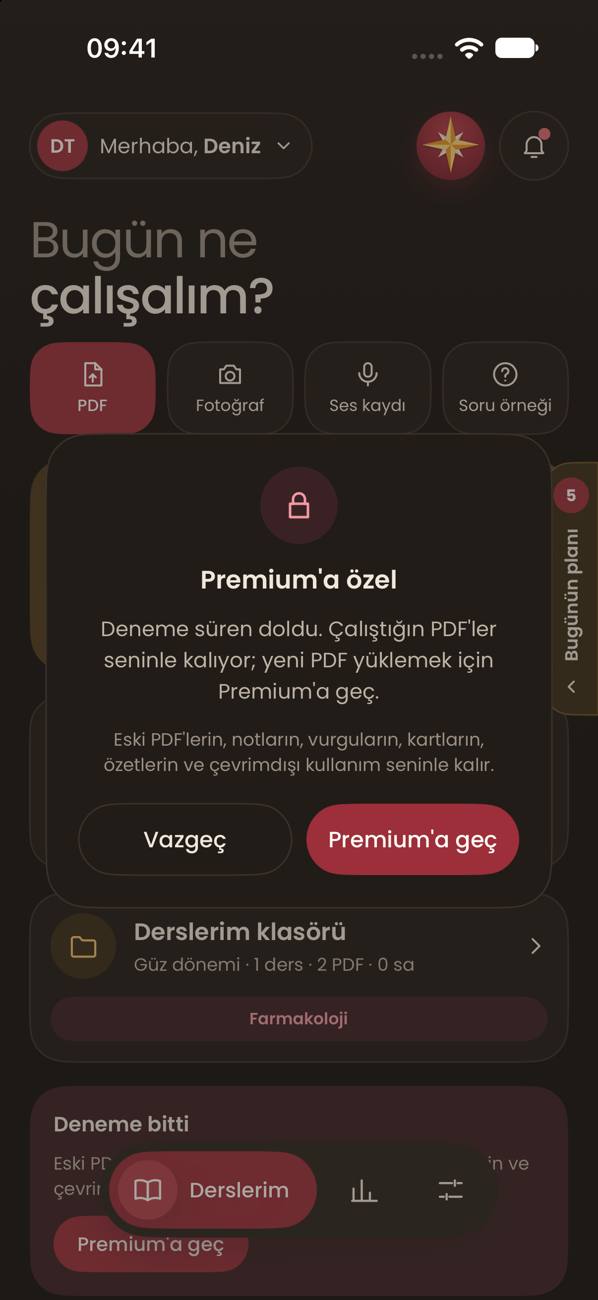 09:41
DT
Merhaba, Deniz
Bugün ne
çalışalım?
PDF
Fotoğraf
Ses kaydı
Soru örneği
5
Bugünün planı
Premium'a özel
Deneme süren doldu. Çalıştığın PDF'ler
seninle kalıyor; yeni PDF yüklemek için
Premium'a geç.
Eski PDF'lerin, notların, vurguların, kartların,
özetlerin ve çevrimdışı kullanım seninle kalır.
Vazgeç
Premium'a geç
Derslerim klasörü
Güz dönemi · 1 ders · 2 PDF · 0 sa
Farmakoloji
Deneme bitti
Eski ve
Derslerim
Premium'a geç